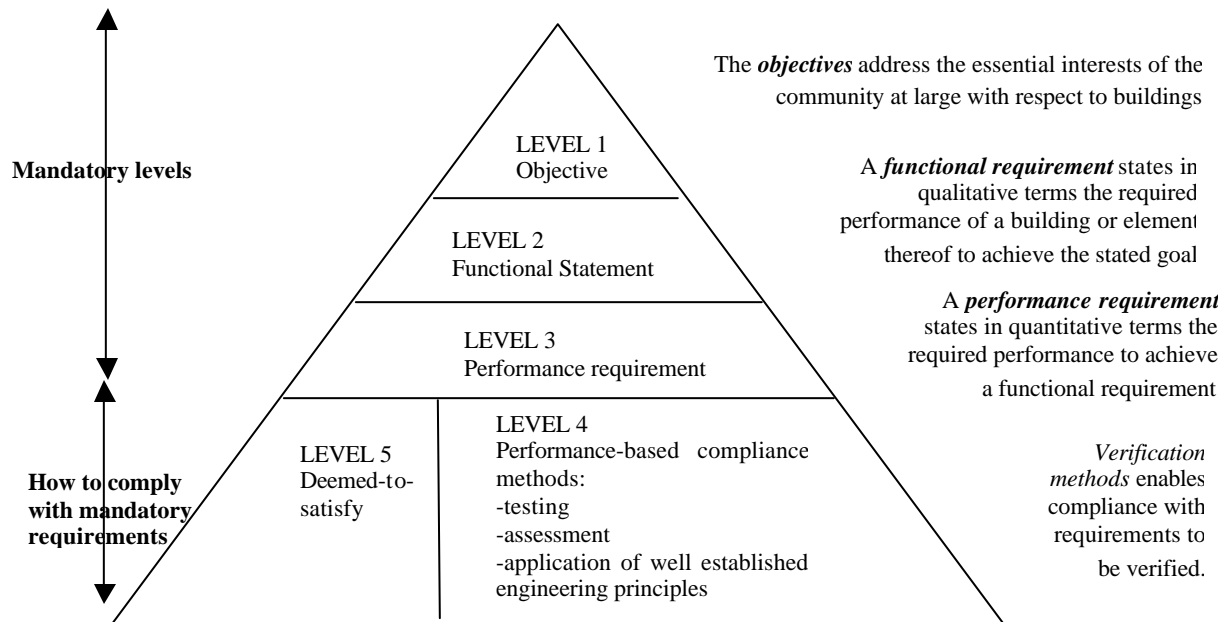 The objectives address the essential interests of the
community at large with respect to buildings
LEVEL 1
Objective
Mandatory levels
A functional requirement states in
qualitative terms the required
performance of a building or element
thereof to achieve the stated goal
LEVEL 2
Functional Statement
A performance requirement
states in quantitative terms the
required performance to achieve
a functional requirement
LEVEL 3
Performance requirement
How to comply
with mandatory
requirements
LEVEL 5
Deemed-to-
satisfy
LEVEL 4
Performance-based compliance
methods:
-testing
-assessment
-application of well established
engineering principles
Verification
methods enables
compliance with
requirements to
be verified.